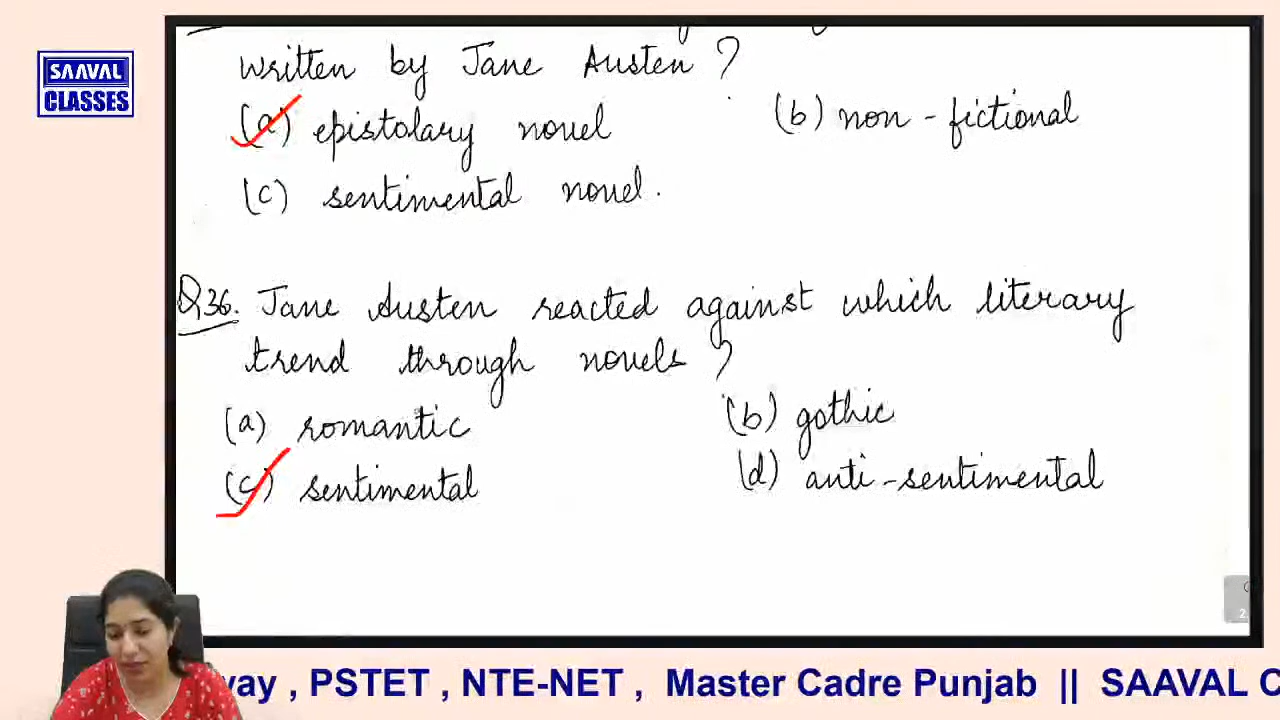 SAAVAL
CLASSES
written by Jane Austen ?
(a) epistolary novel
(b) non - fictional
(c) sentimental novel.
Q36. Jane Austen reacted against which literary
trend through novels ?
(a) romantic
(b) gothic
(c) sentimental
(d) anti - sentimental
2
vay , PSTET , NTE-NET , Master Cadre Punjab || SAAVAL C